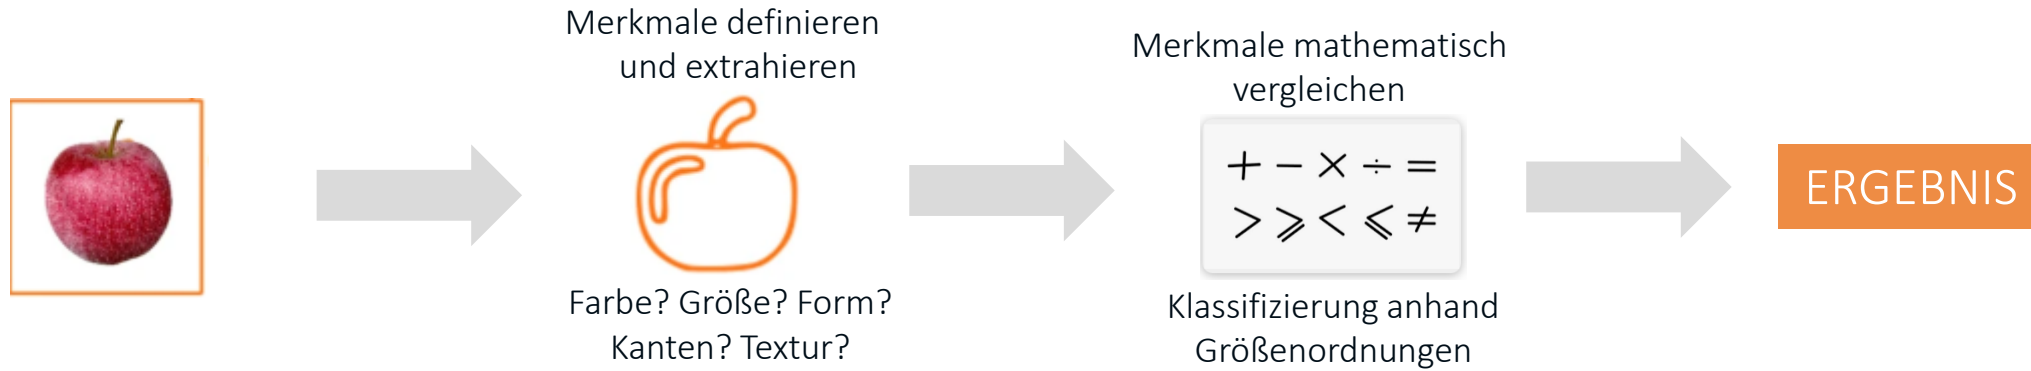 Merkmale definieren
und extrahieren
Farbe? Größe? Form?
Kanten? Textur?
Merkmale mathematisch
vergleichen
+ − × ÷ =
> ⩾ < ⩽ ≠
Klassifizierung anhand
Größenordnungen
ERGEBNIS